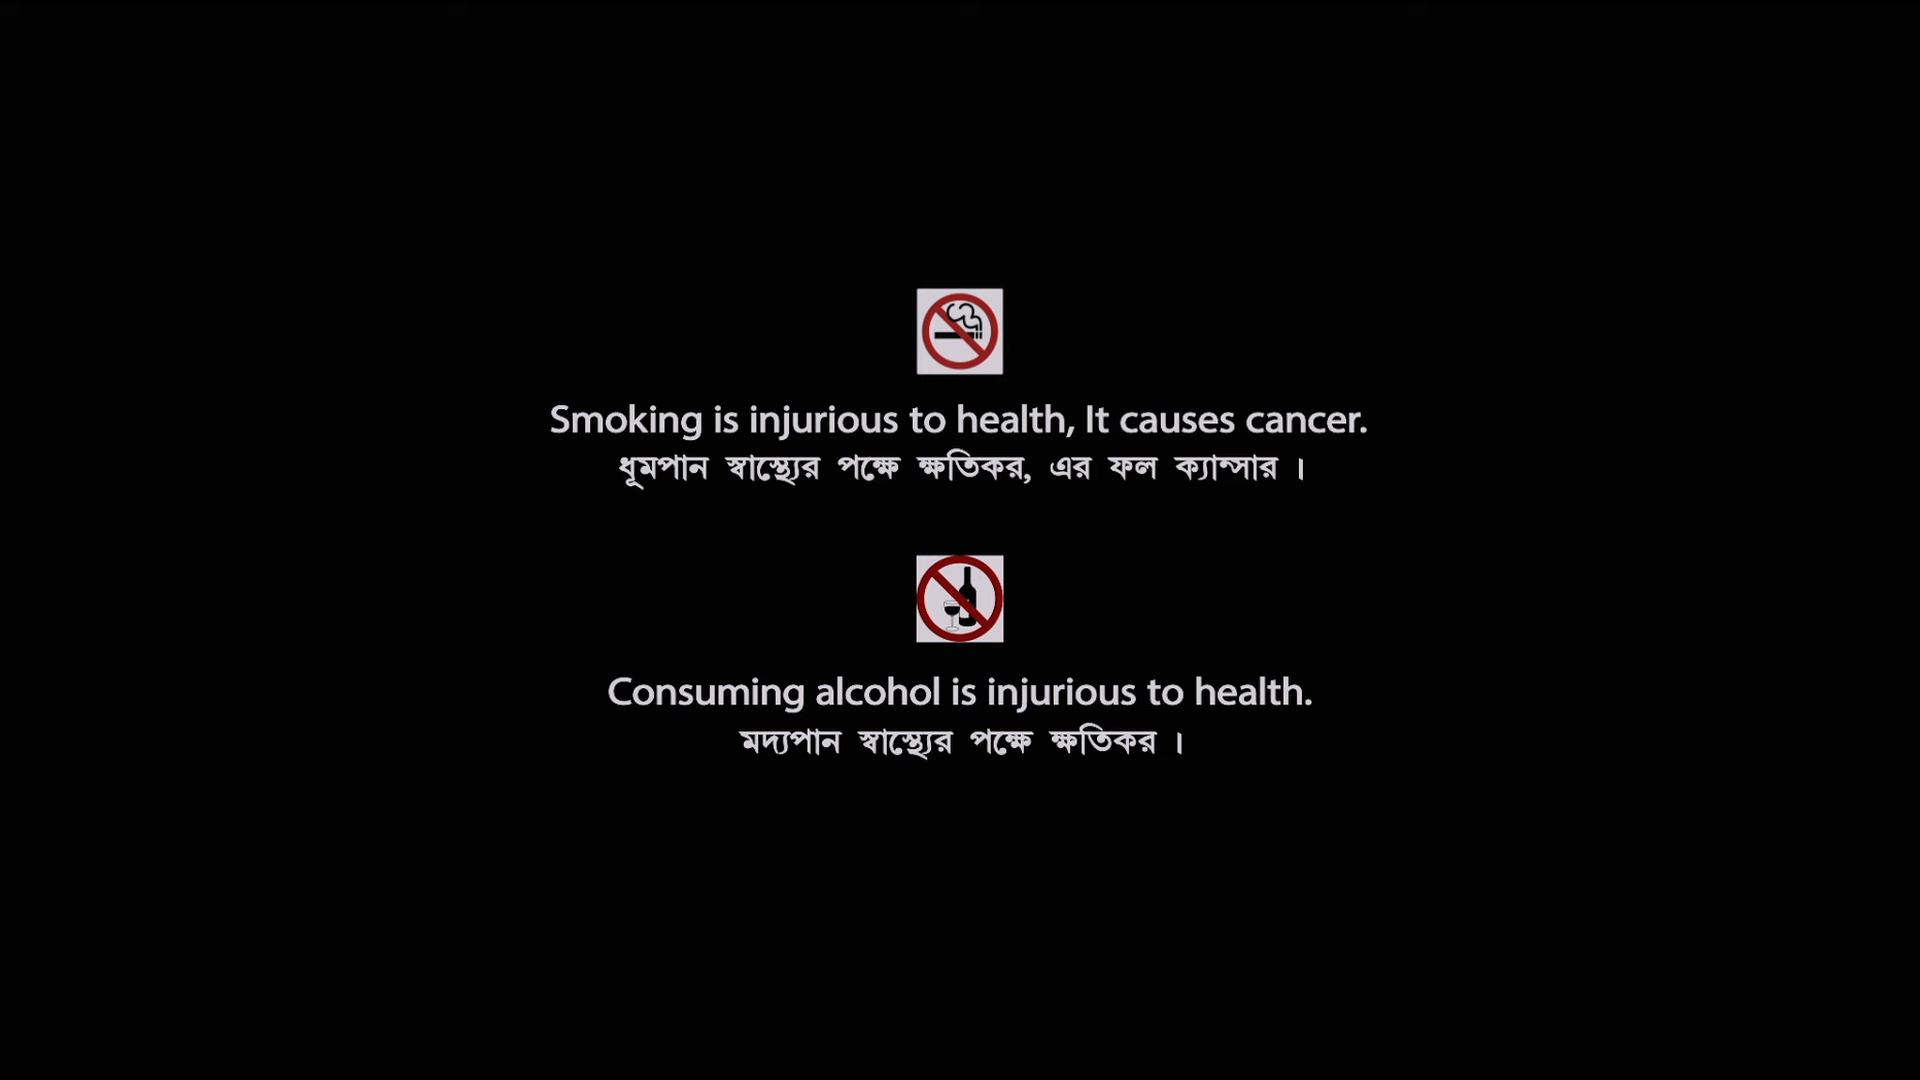 Smoking is injurious to health, It causes cancer.
ধূমপান স্বাস্থ্যের পক্ষে ক্ষতিকর, এর ফল ক্যান্সার ।
Consuming alcohol is injurious to health.
মদ্যপান স্বাস্থ্যের পক্ষে ক্ষতিকর ।